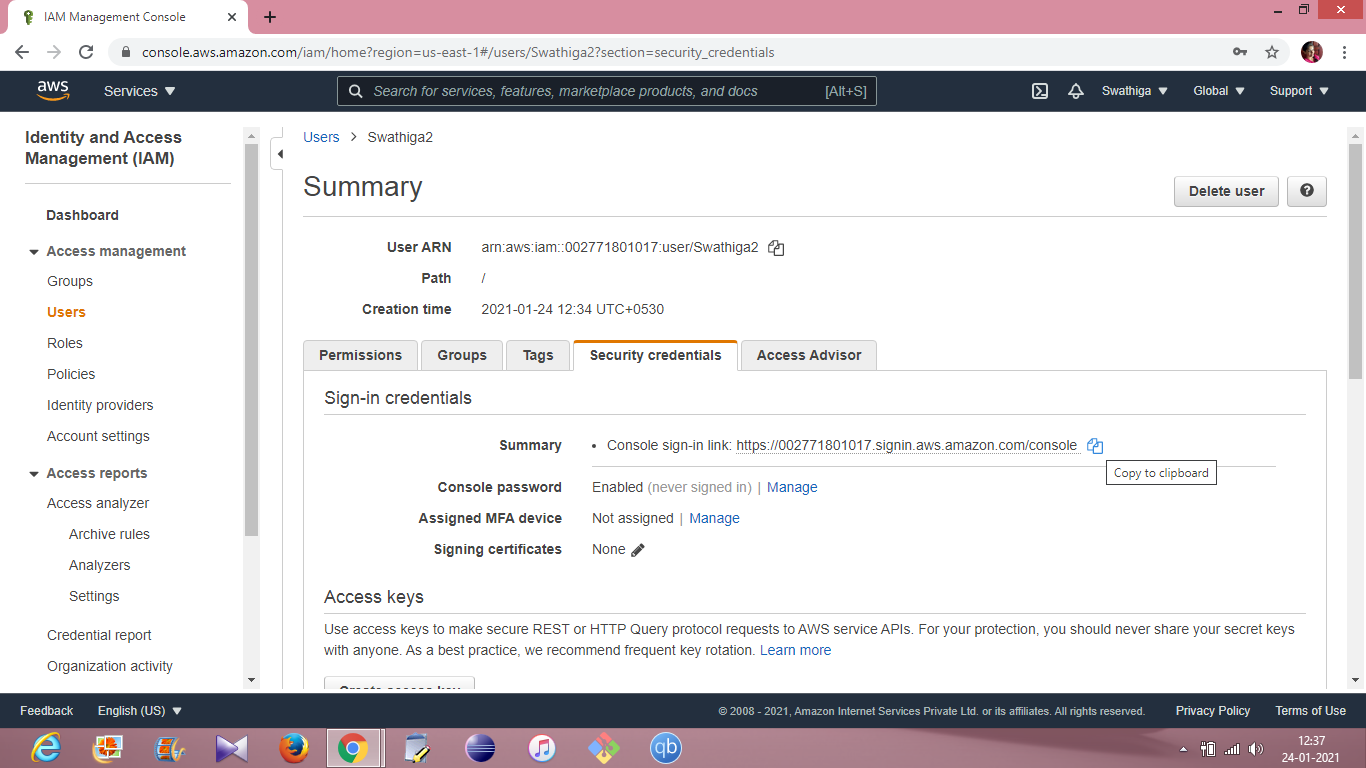 IAM Management Console
console.aws.amazon.com/iam/home?region=us-east-1#/users/Swathiga2?section=security_credentials
aws
Services
Search for services, features, marketplace products, and docs
[Alt+S]
Swathiga
Global
Support
Identity and Access
Management (IAM)
Dashboard
Access management
Groups
Users
Roles
Policies
Identity providers
Account settings
Access reports
Access analyzer
Archive rules
Analyzers
Settings
Credential report
Organization activity
Users > Swathiga2
Summary
Delete user
User ARN arn:aws:iam::002771801017:user/Swathiga2
Path /
Creation time 2021-01-24 12:34 UTC+0530
Permissions
Groups
Tags
Security credentials
Access Advisor
Sign-in credentials
Summary • Console sign-in link: https://002771801017.signin.aws.amazon.com/console
Copy to clipboard
Console password Enabled (never signed in) | Manage
Assigned MFA device Not assigned | Manage
Signing certificates None
Access keys
Use access keys to make secure REST or HTTP Query protocol requests to AWS service APIs. For your protection, you should never share your secret keys
with anyone. As a best practice, we recommend frequent key rotation. Learn more
Create access key
Feedback
English (US)
© 2008 - 2021, Amazon Internet Services Private Ltd. or its affiliates. All rights reserved.
Privacy Policy
Terms of Use
qb
12:37
24-01-2021